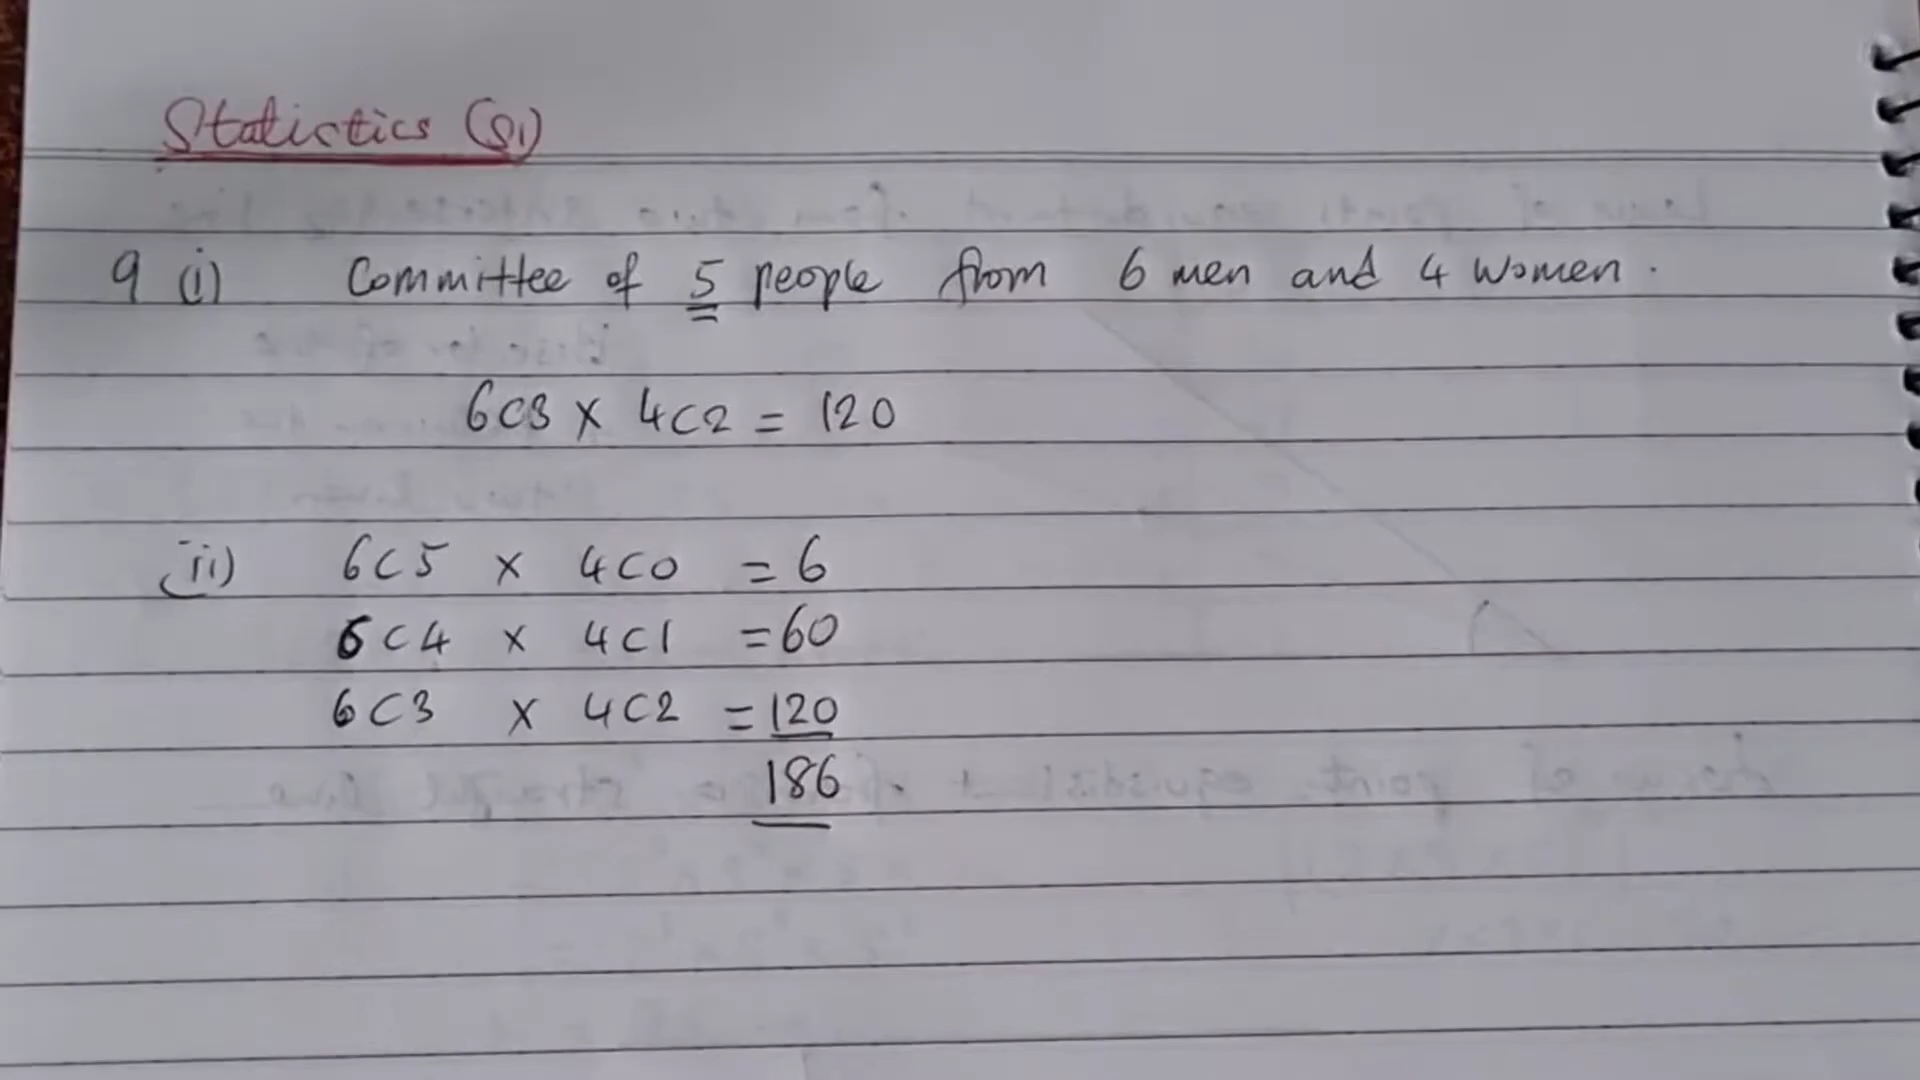 Statistics (S1)
9 (i) Committee of 5 people from 6 men and 4 women.
6C3 × 4C2 = 120
(ii) 6C5 × 4C0 = 6
6C4 × 4C1 = 60
6C3 × 4C2 = 120
186.